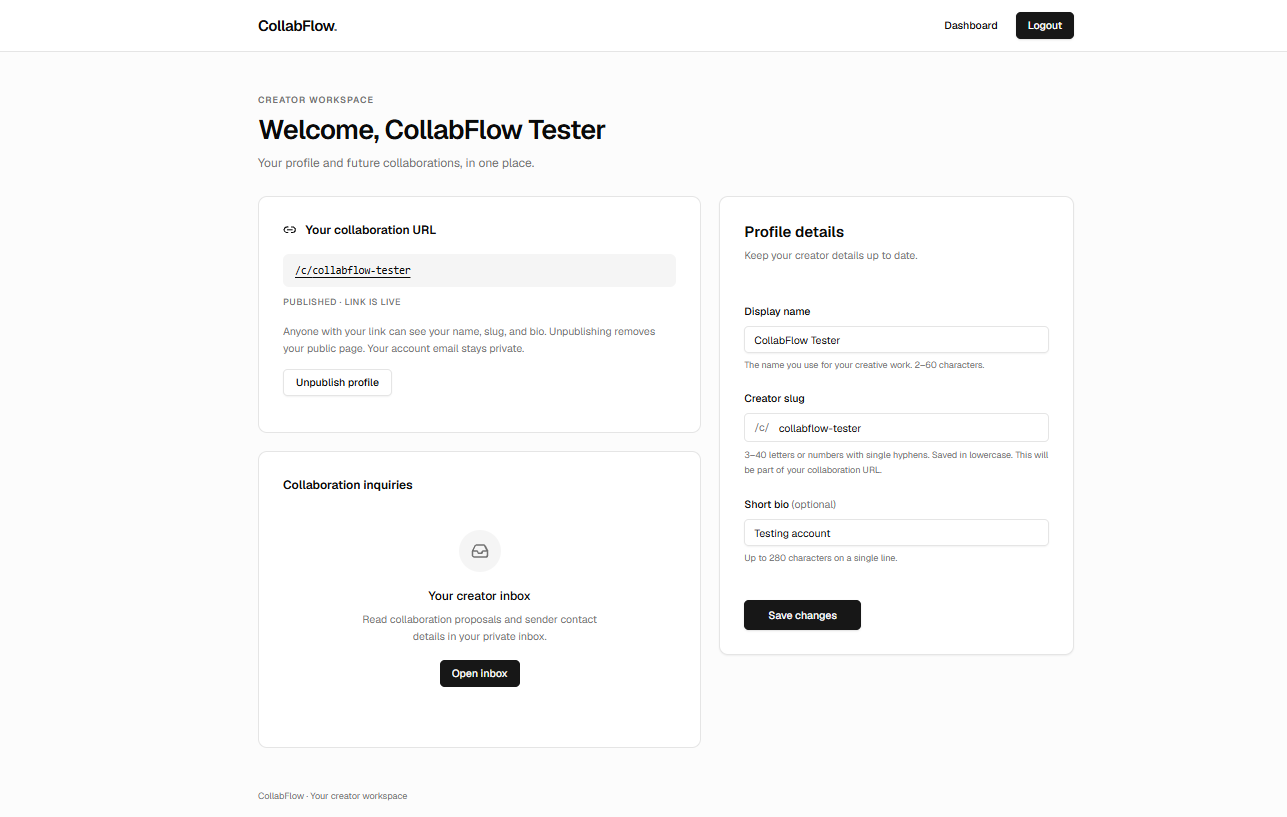 CollabFlow.
Dashboard
Logout
CREATOR WORKSPACE
Welcome, CollabFlow Tester
Your profile and future collaborations, in one place.
Your collaboration URL
/c/collabflow-tester
PUBLISHED · LINK IS LIVE
Anyone with your link can see your name, slug, and bio. Unpublishing removes
your public page. Your account email stays private.
Unpublish profile
Collaboration inquiries
Your creator inbox
Read collaboration proposals and sender contact
details in your private inbox.
Open inbox
Profile details
Keep your creator details up to date.
Display name
CollabFlow Tester
The name you use for your creative work. 2–60 characters.
Creator slug
/c/ collabflow-tester
3–40 letters or numbers with single hyphens. Saved in lowercase. This will
be part of your collaboration URL.
Short bio (optional)
Testing account
Up to 280 characters on a single line.
Save changes
CollabFlow · Your creator workspace